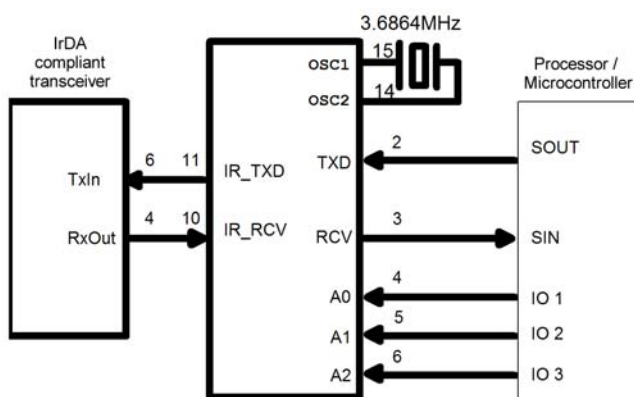 3.6864MHz
IrDA
compliant
transceiver
15
OSC1
14
OSC2
Processor /
Microcontroller
2
TXD
SOUT
6
11
TxIn
IR_TXD
4
10
RxOut
IR_RCV
3
RCV
SIN
4
A0
IO 1
5
A1
IO 2
6
A2
IO 3